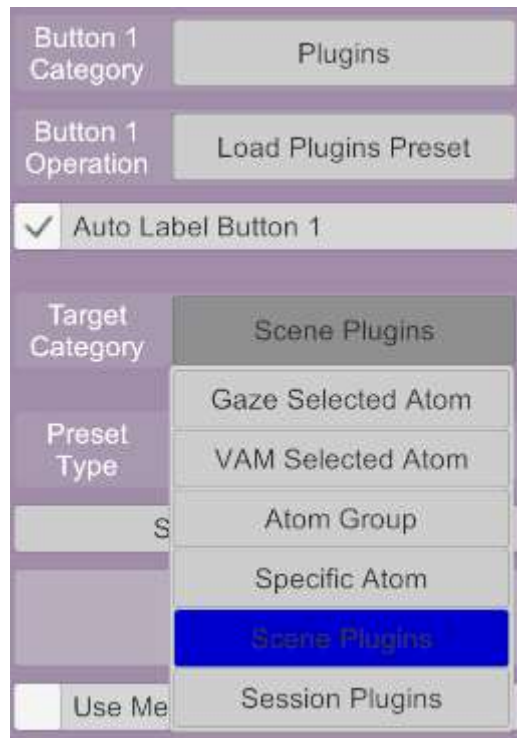 Button 1
Category
Plugins
Button 1
Operation
Load Plugins Preset
Auto Label Button 1
Target
Category
Scene Plugins
Gaze Selected Atom
Preset
Type
VAM Selected Atom
Atom Group
S
Specific Atom
Scene Plugins
Session Plugins
Use Me